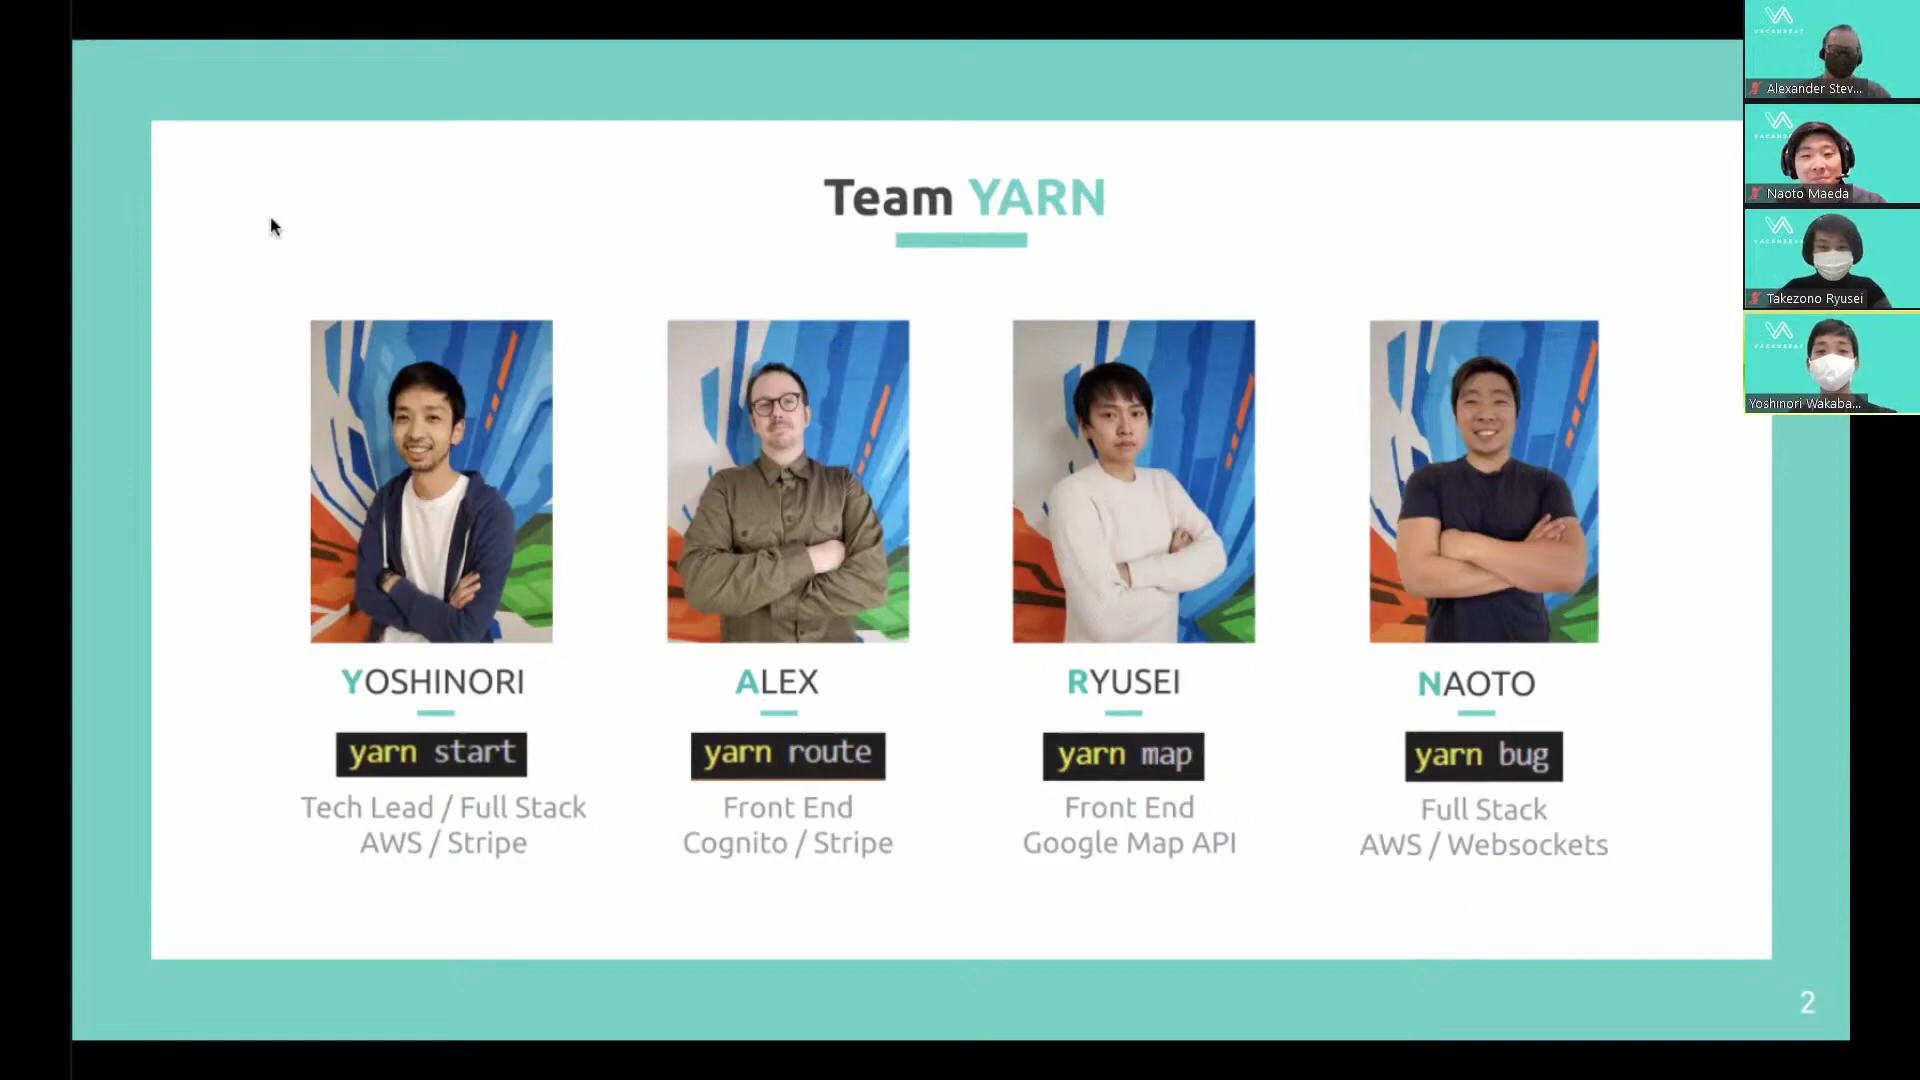 Team YARN
YOSHINORI
yarn start
Tech Lead / Full Stack
AWS / Stripe
ALEX
yarn route
Front End
Cognito / Stripe
RYUSEI
yarn map
Front End
Google Map API
NAOTO
yarn bug
Full Stack
AWS / Websockets
2
Alexander Stev...
Naoto Maeda
Takezono Ryusei
Yoshinori Wakaba...